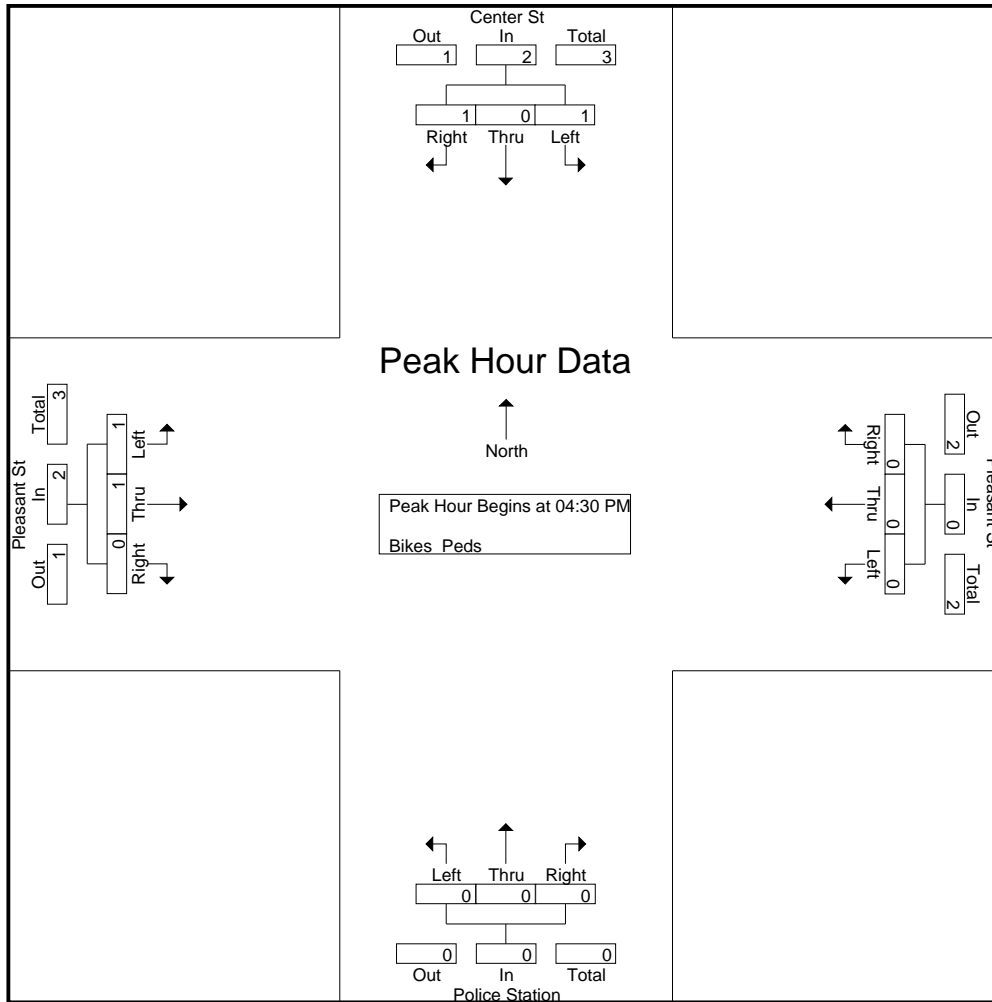 Center St
Out In Total
1 2 3
1 0 1
Right Thru Left
Peak Hour Data
North
Peak Hour Begins at 04:30 PM
Bikes Peds
Pleasant St
Out In Total
1 2 3
Right Thru Left
0 1 1
Pleasant St
Out In Total
2 0 2
Right Thru Left
0 0 0
Left Thru Right
0 0 0
0 0 0
Out In Total
Police Station